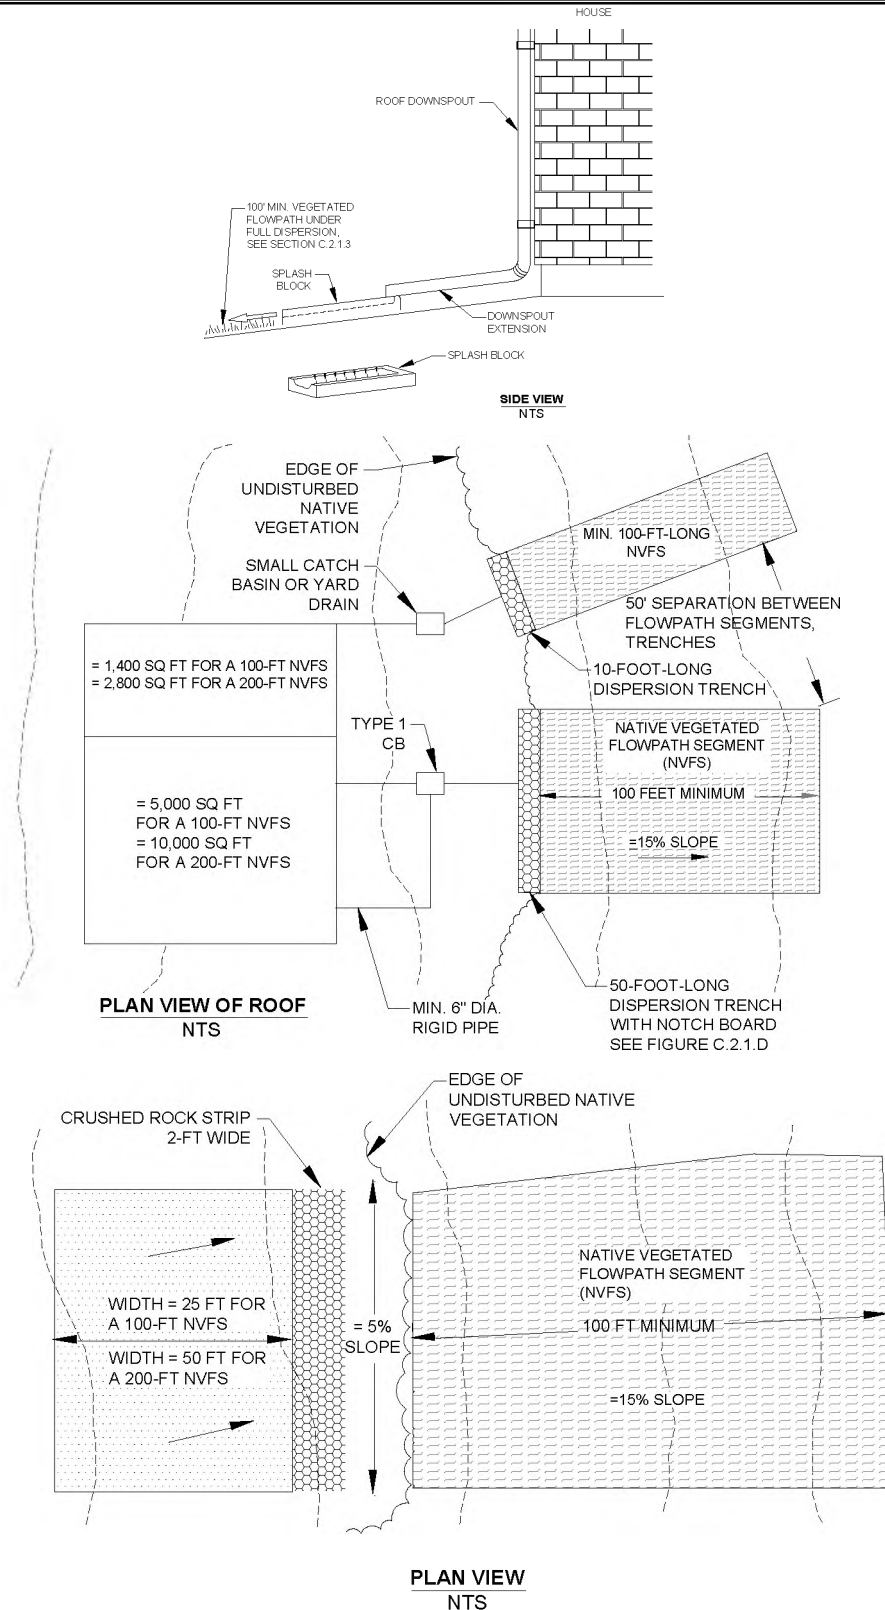 HOUSE
ROOF DOWNSPOUT
100' MIN. VEGETATED
FLOWPATH UNDER
FULL DISPERSION,
SEE SECTION C.2.1.3
SPLASH
BLOCK
DOWNSPOUT
EXTENSION
SPLASH BLOCK
SIDE VIEW
NTS
EDGE OF
UNDISTURBED
NATIVE
VEGETATION
MIN. 100-FT-LONG
NVFS
SMALL CATCH
BASIN OR YARD
DRAIN
50' SEPARATION BETWEEN
FLOWPATH SEGMENTS,
TRENCHES
= 1,400 SQ FT FOR A 100-FT NVFS
= 2,800 SQ FT FOR A 200-FT NVFS
10-FOOT-LONG
DISPERSION TRENCH
TYPE 1
CB
NATIVE VEGETATED
FLOWPATH SEGMENT
(NVFS)
100 FEET MINIMUM
= 5,000 SQ FT
FOR A 100-FT NVFS
= 10,000 SQ FT
FOR A 200-FT NVFS
=15% SLOPE
PLAN VIEW OF ROOF
NTS
MIN. 6" DIA.
RIGID PIPE
50-FOOT-LONG
DISPERSION TRENCH
WITH NOTCH BOARD
SEE FIGURE C.2.1.D
EDGE OF
UNDISTURBED NATIVE
VEGETATION
CRUSHED ROCK STRIP
2-FT WIDE
NATIVE VEGETATED
FLOWPATH SEGMENT
(NVFS)
WIDTH = 25 FT FOR
A 100-FT NVFS
WIDTH = 50 FT FOR
A 200-FT NVFS
= 5%
SLOPE
100 FT MINIMUM
=15% SLOPE
PLAN VIEW
NTS